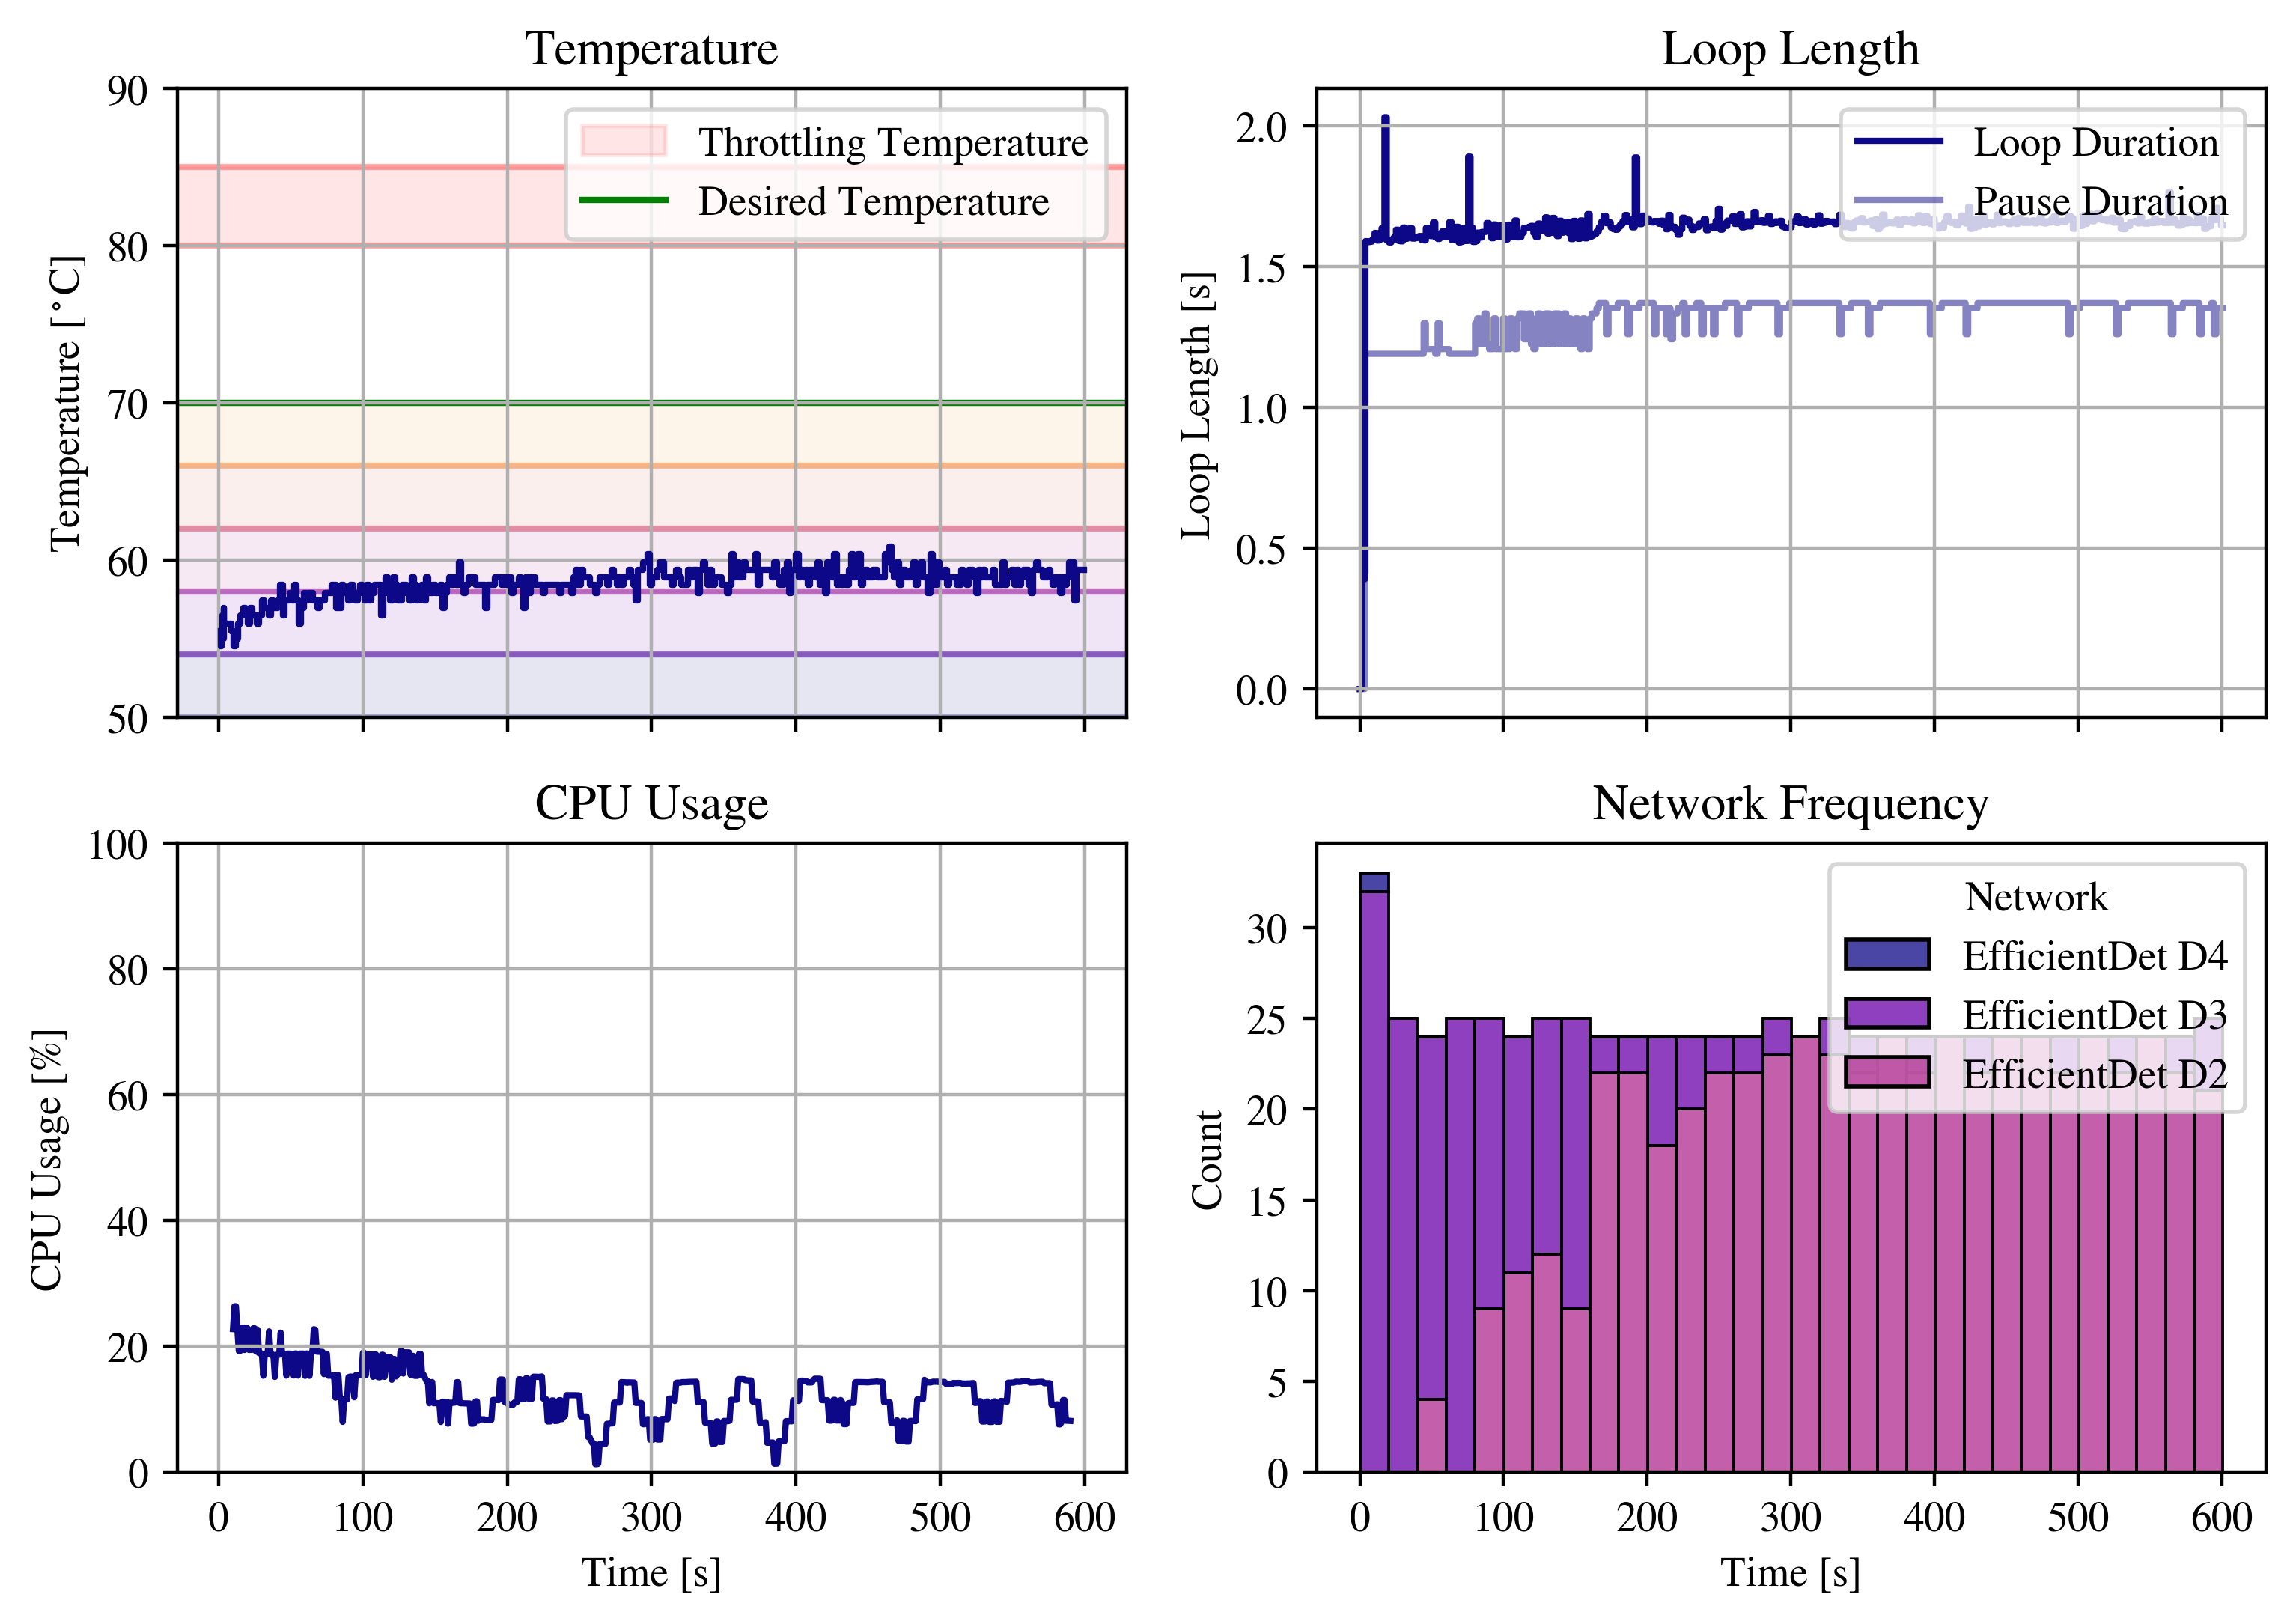 Temperature
90
80
70
60
50
Temperature [°C]
Throttling Temperature
Desired Temperature
Loop Length
2.0
1.5
1.0
0.5
0.0
Loop Length [s]
Loop Duration
Pause Duration
CPU Usage
100
80
60
40
20
0
CPU Usage [%]
0 100 200 300 400 500 600
Time [s]
Network Frequency
30
25
20
15
10
5
0
Count
Network
EfficientDet D4
EfficientDet D3
EfficientDet D2
0 100 200 300 400 500 600
Time [s]